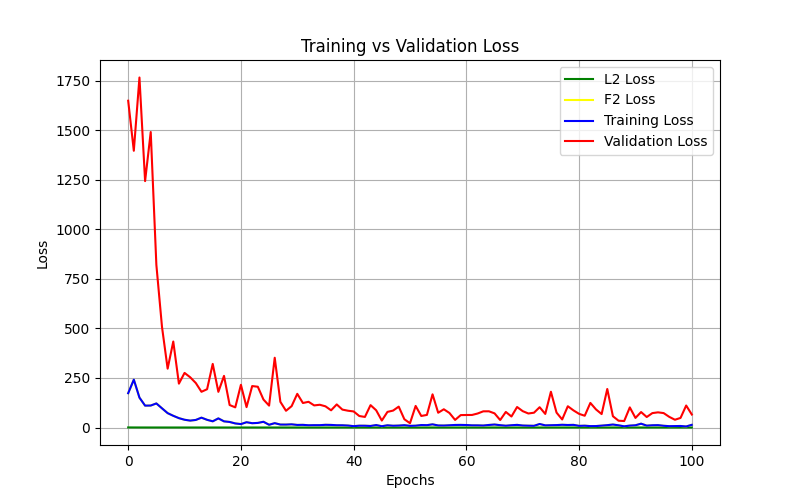 Training vs Validation Loss
L2 Loss
F2 Loss
Training Loss
Validation Loss
1750
1500
1250
1000
750
500
250
0
Loss
0 20 40 60 80 100
Epochs